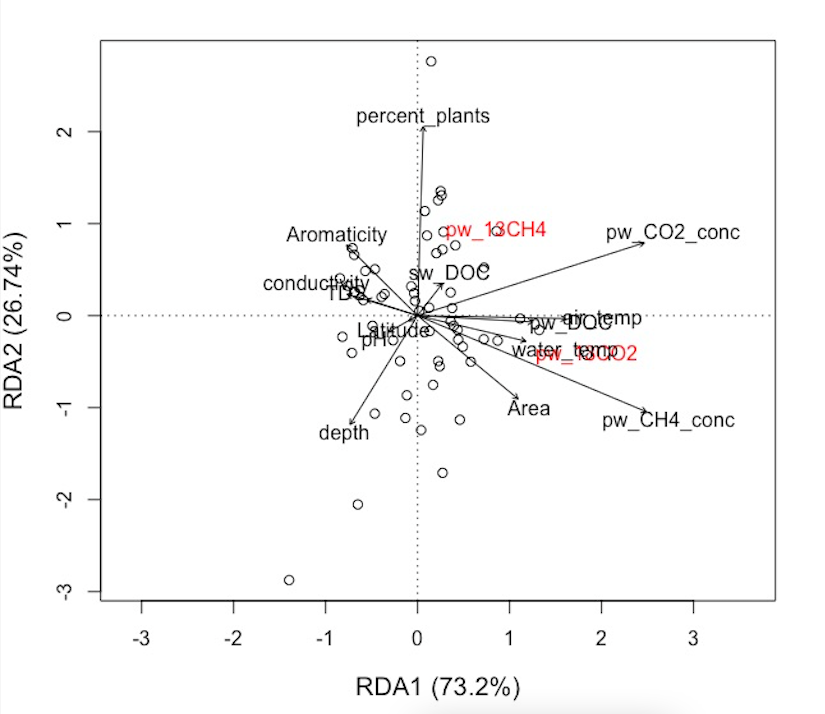 percent_plants
2
pw_13CH4
1
Aromaticity
pw_CO2_conc
sw_DOC
conductivity
TDS
0
air_temp
pw_DOC
Latitude
pH
water_temp
pw_13CO2
Area
-1
pw_CH4_conc
depth
-2
-3
RDA2 (26.74%)
-3 -2 -1 0 1 2 3
RDA1 (73.2%)